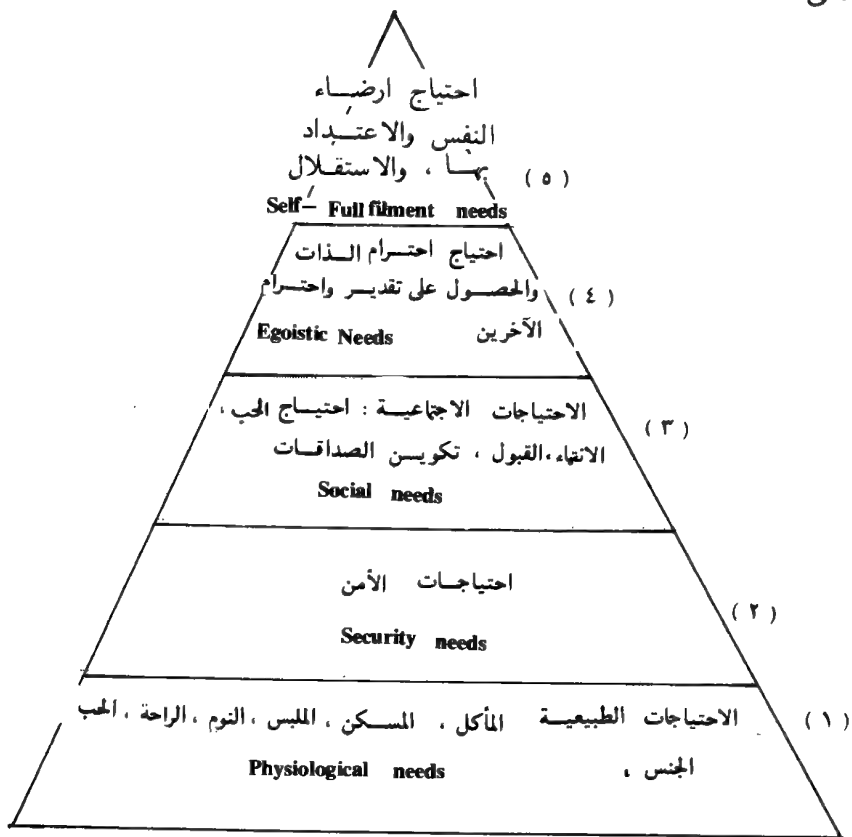 احتياج ارضاء
النفس والاعتداد
بها ، والاستقلال ( ٥ )
Self- Full filment needs
احتياج احترام الذات
والحصول على تقدير واحترام ( ٤ )
الآخرين Egoistic Needs
الاحتياجات الاجتماعية : احتياج الحب ،
( ٣ )
الانتماء ، القبول ، تكوين الصداقات
Social needs
احتياجات الأمن
( ٢ )
Security needs
( ١ ) الاحتياجات الطبيعية المأكل ، المسكن ، الملبس ، النوم ، الراحة ، الحب
الجنس ، Physiological needs